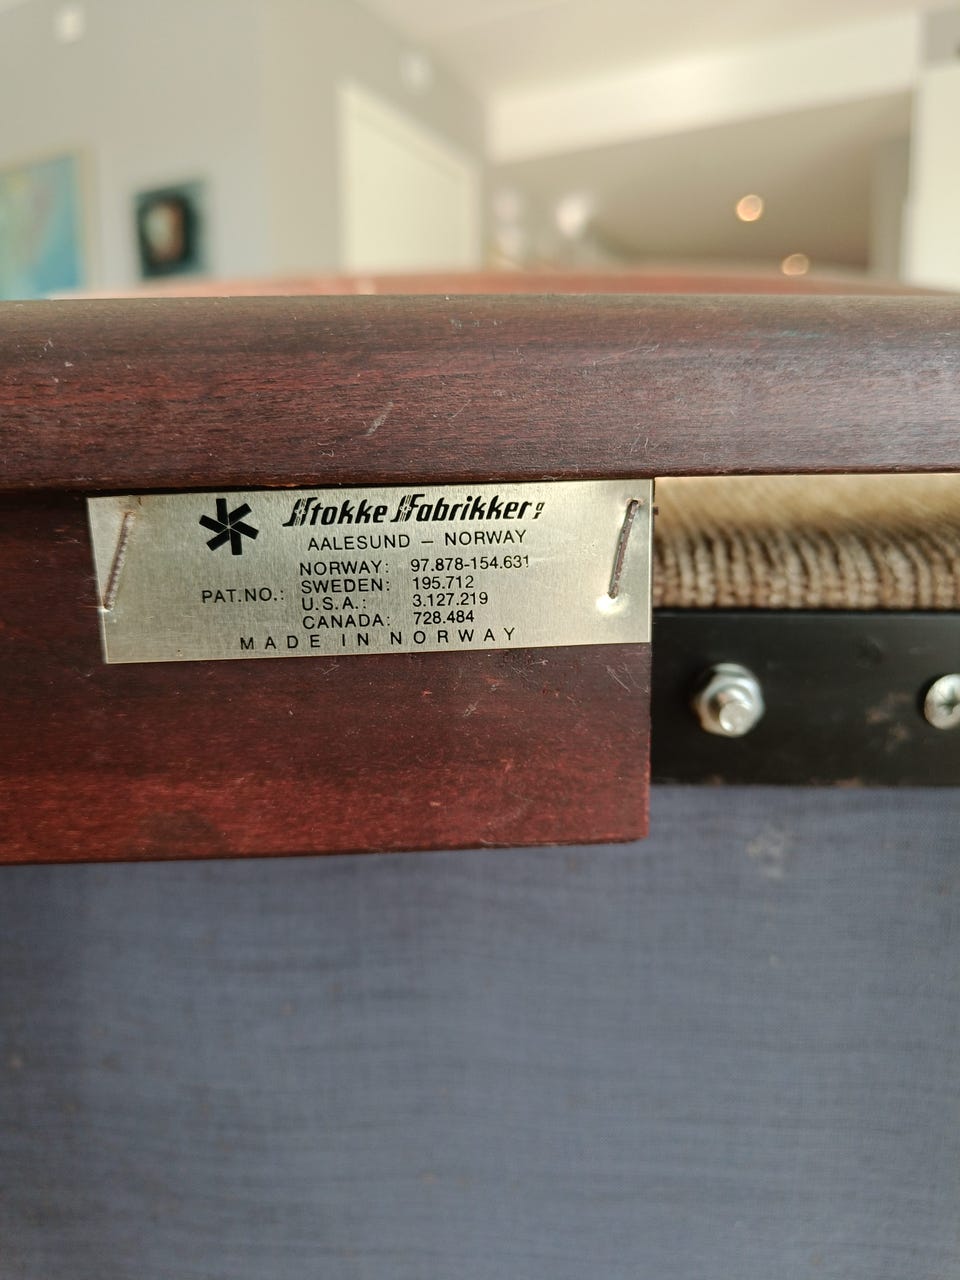 Stokke Fabrikker
AALESUND – NORWAY
PAT.NO.: NORWAY: 97.878-154.631
SWEDEN: 195.712
U.S.A.: 3.127.219
CANADA: 728.484
MADE IN NORWAY